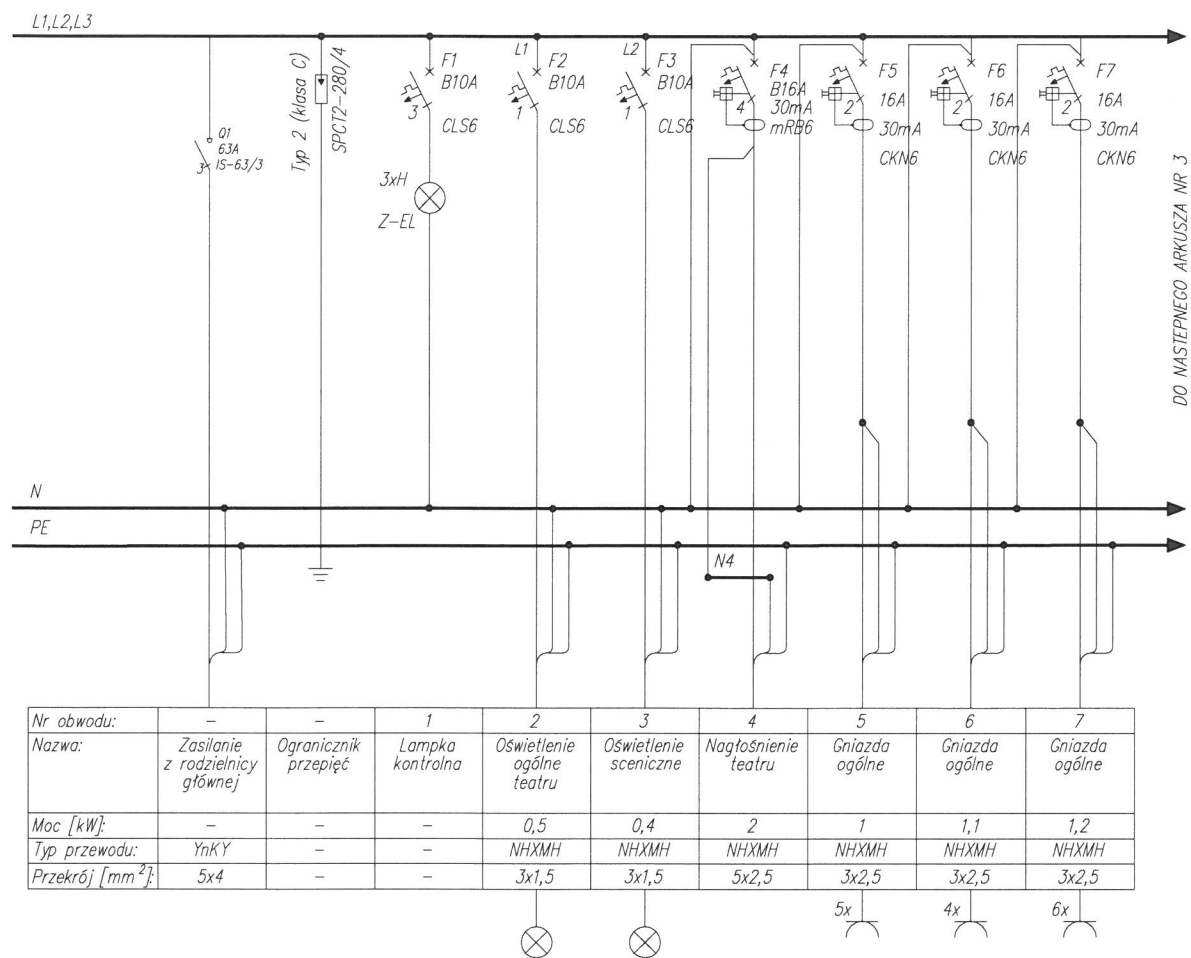 L1,L2,L3
Q1
63A
3 IS-63/3
Typ 2 (klasa C)
SPCT2-280/4
F1
B10A
3
CLS6
3xH
Z-EL
L1
F2
B10A
1
CLS6
L2
F3
B10A
1
CLS6
F4
B16A
4
30mA
mRB6
F5
16A
2
30mA
CKN6
F6
16A
2
30mA
CKN6
F7
16A
2
30mA
CKN6
DO NASTEPNEGO ARKUSZA NR 3
N
PE
N4
Nr obwodu: - - 1 2 3 4 5 6 7
Nazwa:
Zasilanie
z rodzielnicy
głównej
Ogranicznik
przepięć
Lampka
kontrolna
Oświetlenie
ogólne
teatru
Oświetlenie
sceniczne
Nagłośnienie
teatru
Gniazda
ogólne
Gniazda
ogólne
Gniazda
ogólne
Moc [kW]: - - - 0,5 0,4 2 1 1,1 1,2
Typ przewodu: YnKY - - NHXMH NHXMH NHXMH NHXMH NHXMH NHXMH
Przekrój [mm²]: 5x4 - - 3x1,5 3x1,5 5x2,5 3x2,5 3x2,5 3x2,5
5x 4x 6x